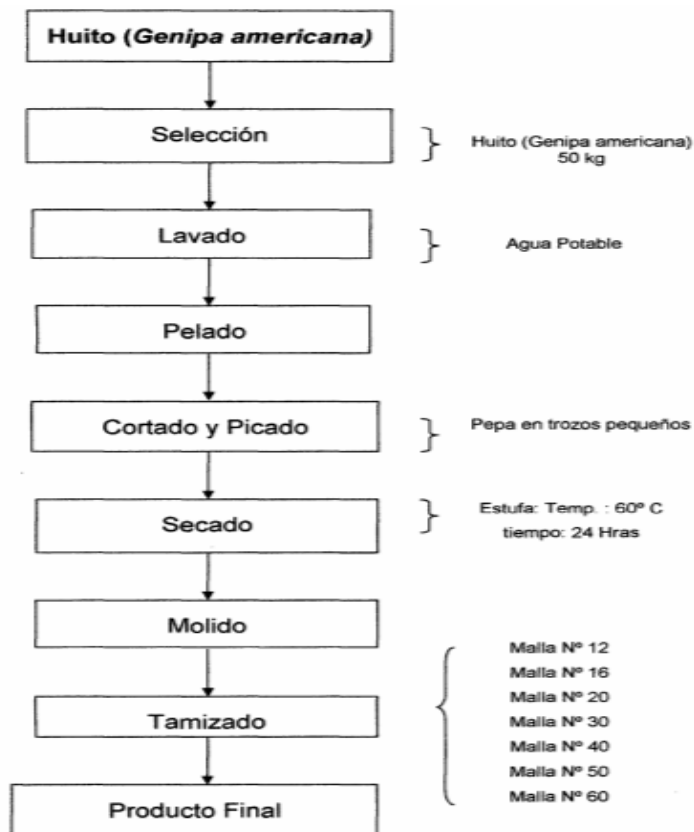 Huito (Genipa americana)
Selección
Huito (Genipa americana)
50 kg
Lavado
Agua Potable
Pelado
Cortado y Picado
Pepa en trozos pequeños
Secado
Estufa: Temp. : 60º C
tiempo: 24 Hras
Molido
Tamizado
Malla Nº 12
Malla Nº 16
Malla Nº 20
Malla Nº 30
Malla Nº 40
Malla Nº 50
Malla Nº 60
Producto Final